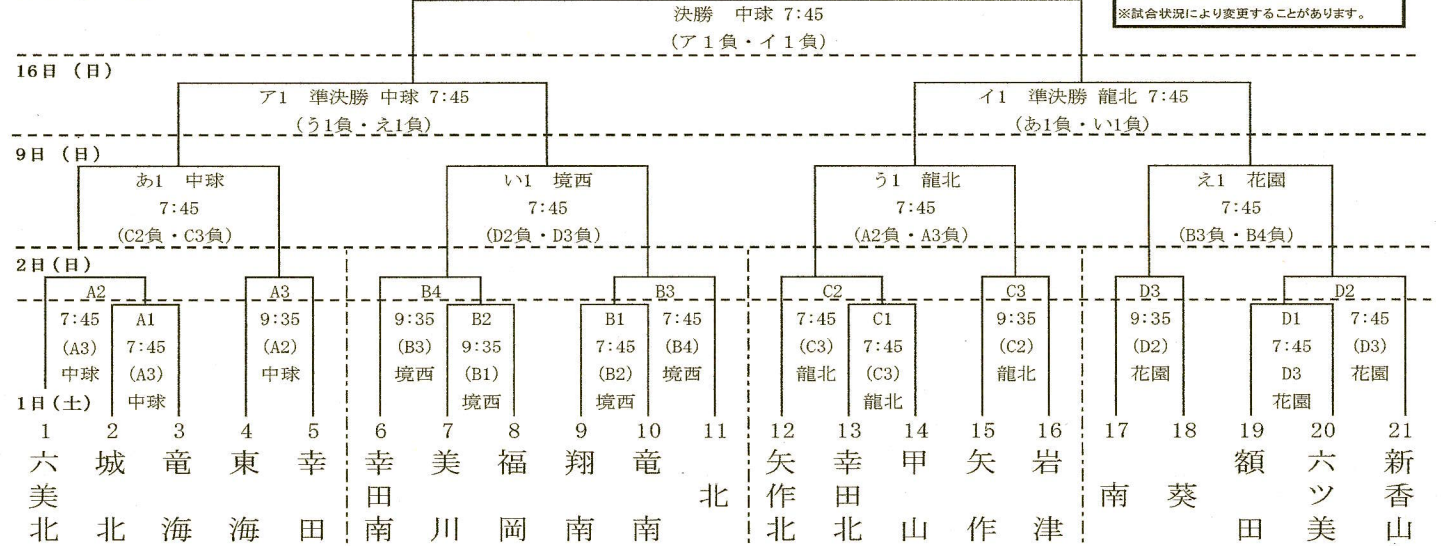 決勝　中球 7:45
※試合状況により変更することがあります。
(ア1負・イ1負)
16日（日）
ア1　準決勝 中球 7:45
イ1　準決勝 龍北 7:45
(う1負・え1負)
(あ1負・い1負)
9日（日）
あ1　中球
い1　境西
う1　龍北
え1　花園
7:45
7:45
7:45
7:45
(C2負・C3負)
(D2負・D3負)
(A2負・A3負)
(B3負・B4負)
2日(日)
A2
A3
B4
B3
C2
C3
D3
D2
7:45
(A3)
中球
A1
7:45
(A3)
中球
9:35
(A2)
中球
9:35
(B3)
境西
B2
9:35
(B1)
境西
B1
7:45
(B2)
境西
7:45
(B4)
境西
7:45
(C3)
龍北
C1
7:45
(C3)
龍北
9:35
(C2)
龍北
9:35
(D2)
花園
D1
7:45
D3
花園
7:45
(D3)
花園
1日(土)
1
六美北
2
城北
3
竜海
4
東海
5
幸田
6
幸田南
7
美川
8
福岡
9
翔南
10
竜南
11
北
12
矢作北
13
幸田北
14
甲山
15
矢作
16
岩津
17
南
18
葵
19
額田
20
六ツ美
21
新香山